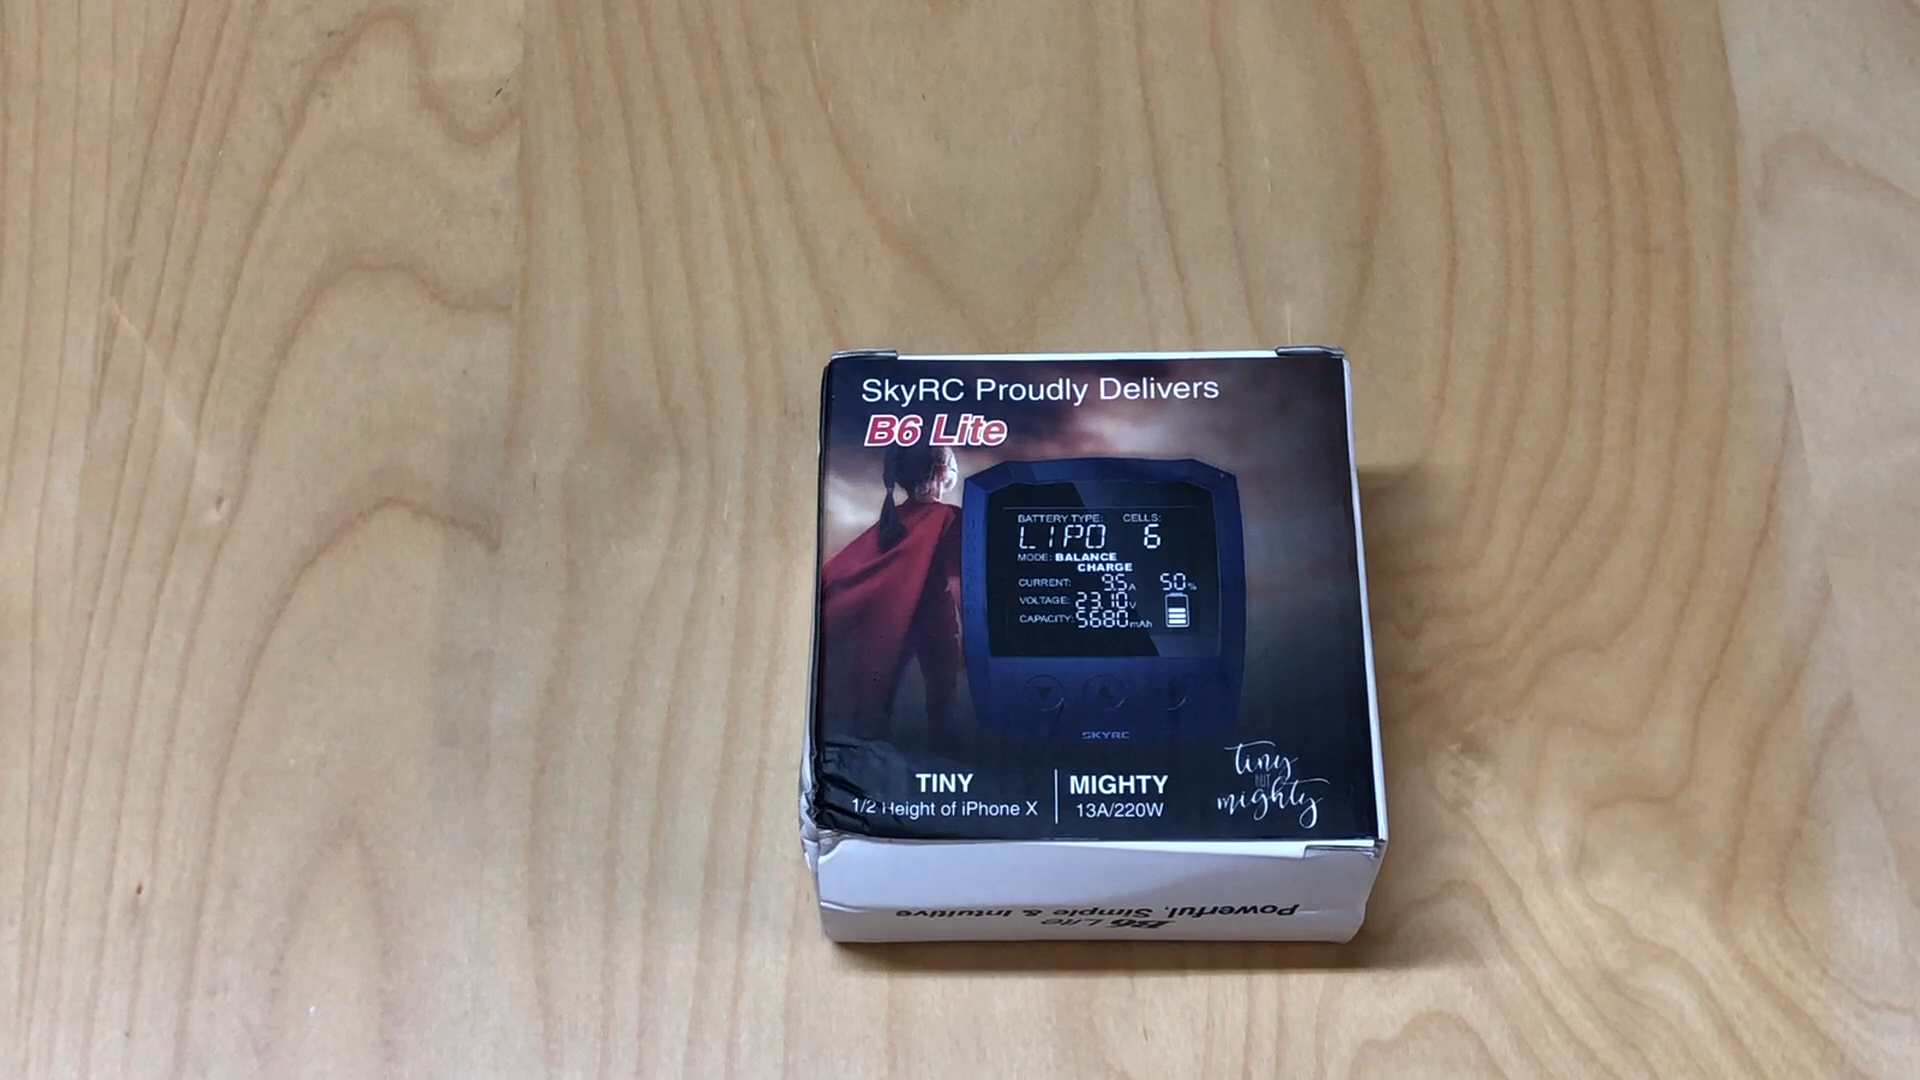 SkyRC Proudly Delivers
B6 Lite
BATTERY TYPE: CELLS:
LIPO 6
MODE: BALANCE
CHARGE
CURRENT: 9.5A 50%
VOLTAGE: 23.10V
CAPACITY: 5680mAh
SKYRC
TINY
1/2 Height of iPhone X
MIGHTY
13A/220W
tiny
BUT
mighty
B6 Lite
Powerful, Simple & Intuitive